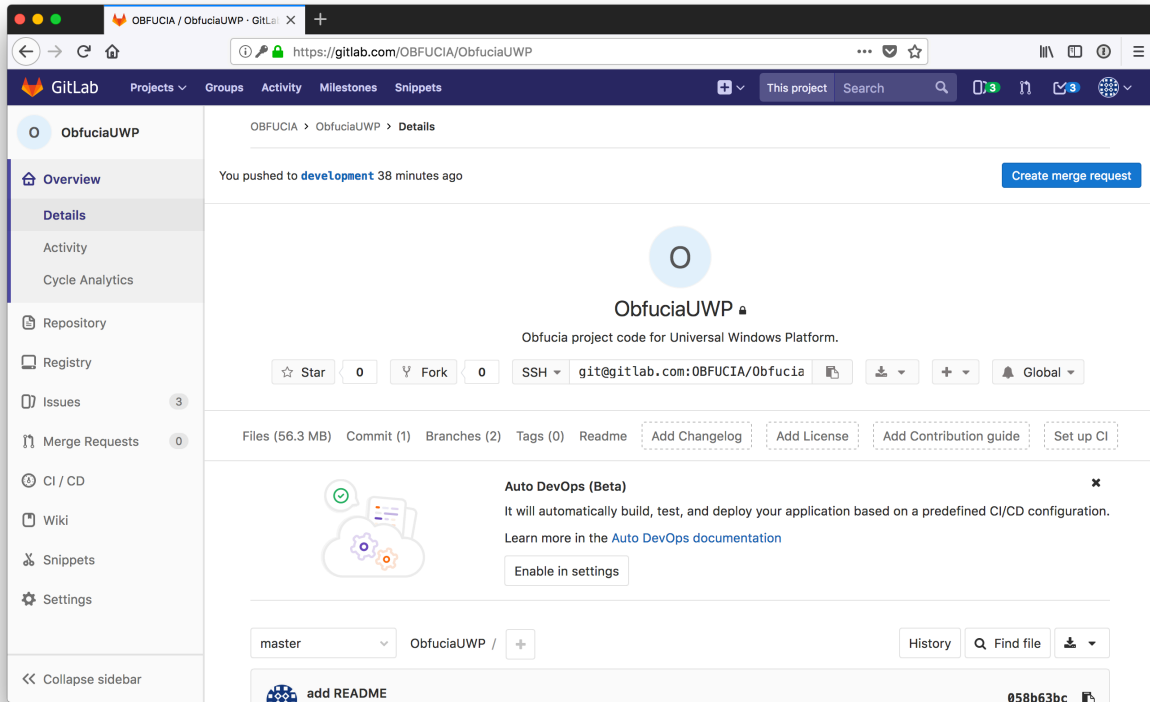 OBFUCIA / ObfuciaUWP · GitLa
https://gitlab.com/OBFUCIA/ObfuciaUWP
GitLab Projects Groups Activity Milestones Snippets This project Search 3 3
O ObfuciaUWP
Overview
Details
Activity
Cycle Analytics
Repository
Registry
Issues 3
Merge Requests 0
CI / CD
Wiki
Snippets
Settings
Collapse sidebar
OBFUCIA > ObfuciaUWP > Details
You pushed to development 38 minutes ago Create merge request
O
ObfuciaUWP
Obfucia project code for Universal Windows Platform.
Star 0 Fork 0 SSH git@gitlab.com:OBFUCIA/Obfucia Global
Files (56.3 MB) Commit (1) Branches (2) Tags (0) Readme Add Changelog Add License Add Contribution guide Set up CI
Auto DevOps (Beta)
It will automatically build, test, and deploy your application based on a predefined CI/CD configuration.
Learn more in the Auto DevOps documentation
Enable in settings
master ObfuciaUWP / + History Find file
add README
058b63bc